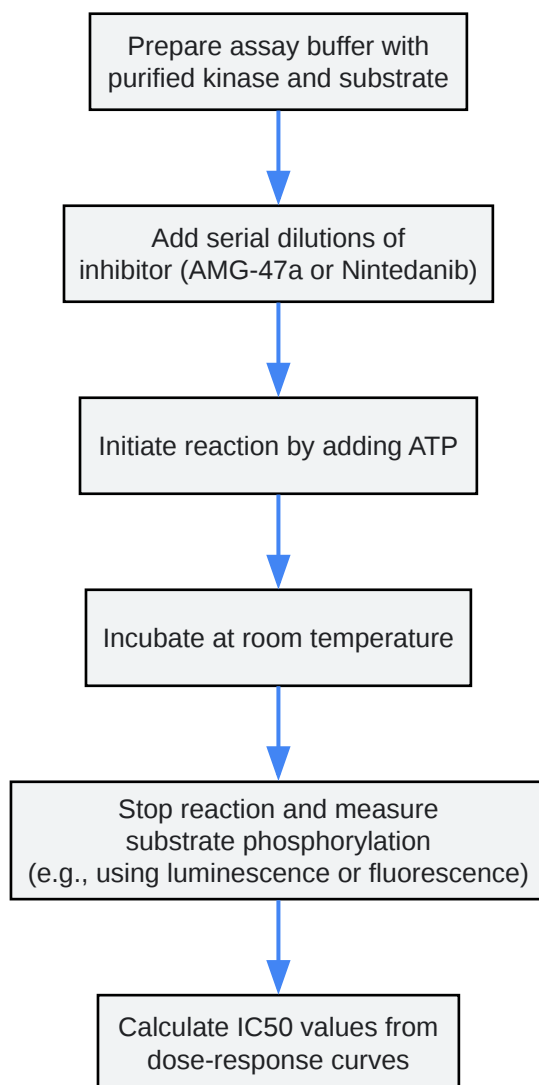 Prepare assay buffer with
purified kinase and substrate
Add serial dilutions of
inhibitor (AMG-47a or Nintedanib)
Initiate reaction by adding ATP
Incubate at room temperature
Stop reaction and measure
substrate phosphorylation
(e.g., using luminescence or fluorescence)
Calculate IC50 values from
dose-response curves